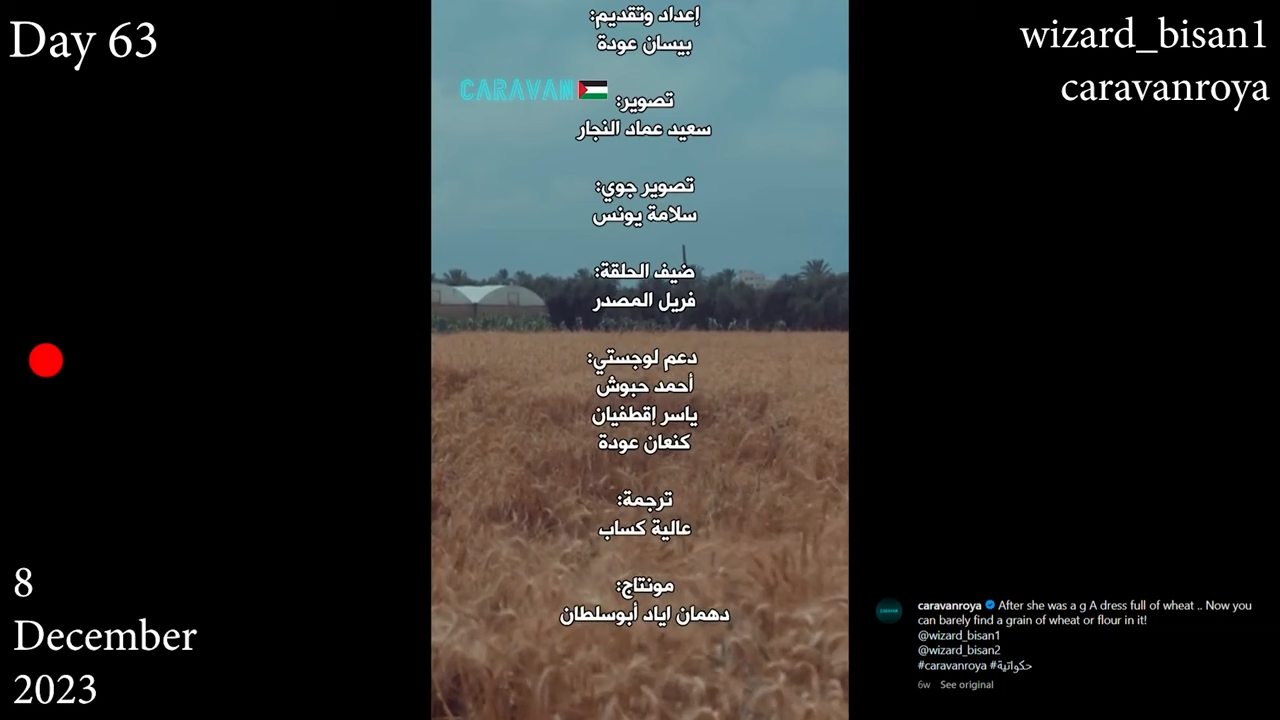 Day 63
wizard_bisan1
caravanroya
إعداد وتقديم:
بيسان عودة
CARAVAN
تصوير:
سعيد عماد النجار
تصوير جوي:
سلامة يونس
ضيف الحلقة:
فريل المصدر
دعم لوجستي:
أحمد حبوش
ياسر إقطفيان
كنعان عودة
ترجمة:
عالية كساب
مونتاج:
دهمان اياد أبوسلطان
8
December
2023
caravanroya After she was a g A dress full of wheat .. Now you
can barely find a grain of wheat or flour in it!
@wizard_bisan1
@wizard_bisan2
#caravanroya #حكواتية
6w See original